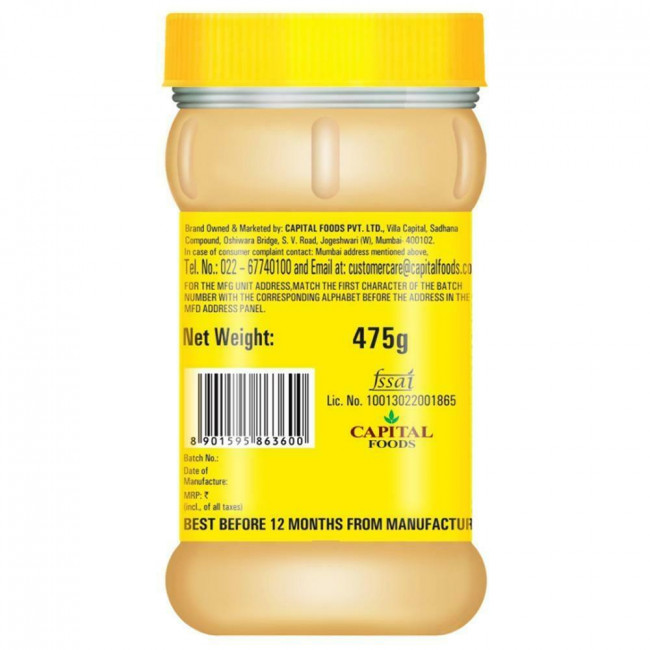 Brand Owned & Marketed by: CAPITAL FOODS PVT. LTD., Villa Capital, Sadhana
Compound, Oshiwara Bridge, S. V. Road, Jogeshwari (W), Mumbai- 400102.
In case of consumer complaint contact: Mumbai address mentioned above,
Tel. No.: 022 - 67740100 and Email at: customercare@capitalfoods.co
FOR THE MFG UNIT ADDRESS,MATCH THE FIRST CHARACTER OF THE BATCH
NUMBER WITH THE CORRESPONDING ALPHABET BEFORE THE ADDRESS IN THE
MFD ADDRESS PANEL.
Net Weight: 475g
fssai
Lic. No. 10013022001865
CAPITAL
FOODS
8 901595 863600
Batch No.:
Date of
Manufacture:
MRP: ₹
(incl., of all taxes)
BEST BEFORE 12 MONTHS FROM MANUFACTUR